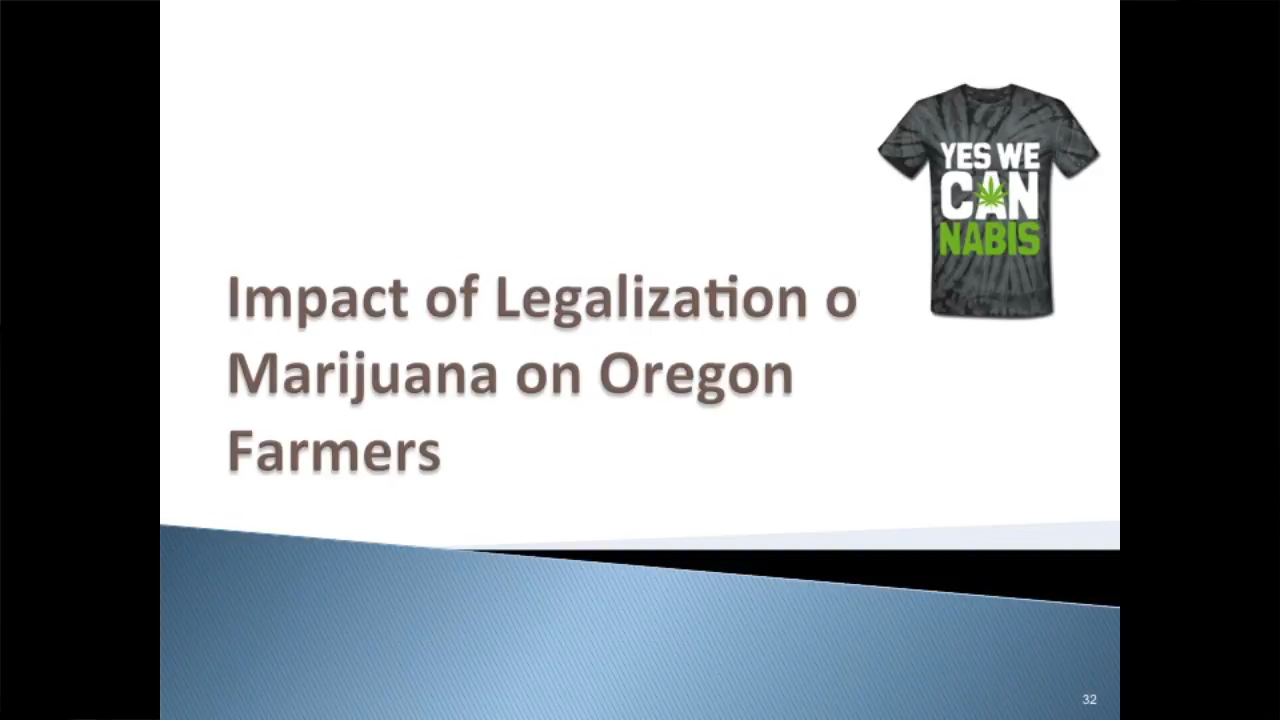 YES WE
CAN
NABIS
Impact of Legalization o
Marijuana on Oregon
Farmers
32